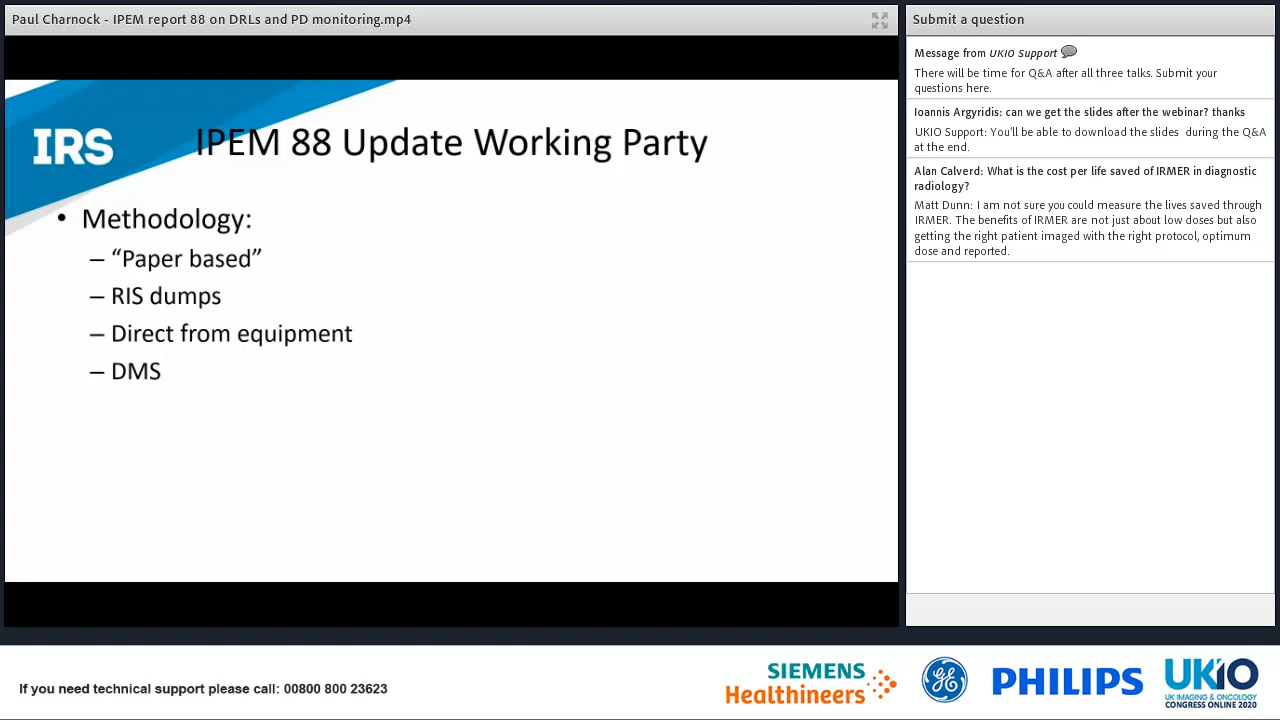 Paul Charnock - IPEM report 88 on DRLs and PD monitoring.mp4
IRS
IPEM 88 Update Working Party
• Methodology:
– “Paper based”
– RIS dumps
– Direct from equipment
– DMS
Submit a question
Message from UKIO Support
There will be time for Q&A after all three talks. Submit your
questions here.
Ioannis Argyridis: can we get the slides after the webinar? thanks
UKIO Support: You'll be able to download the slides during the Q&A
at the end.
Alan Calverd: What is the cost per life saved of IRMER in diagnostic
radiology?
Matt Dunn: I am not sure you could measure the lives saved through
IRMER. The benefits of IRMER are not just about low doses but also
getting the right patient imaged with the right protocol, optimum
dose and reported.
If you need technical support please call: 00800 800 23623
SIEMENS
Healthineers
GE
PHILIPS
UKIO
UK IMAGING & ONCOLOGY
CONGRESS ONLINE 2020